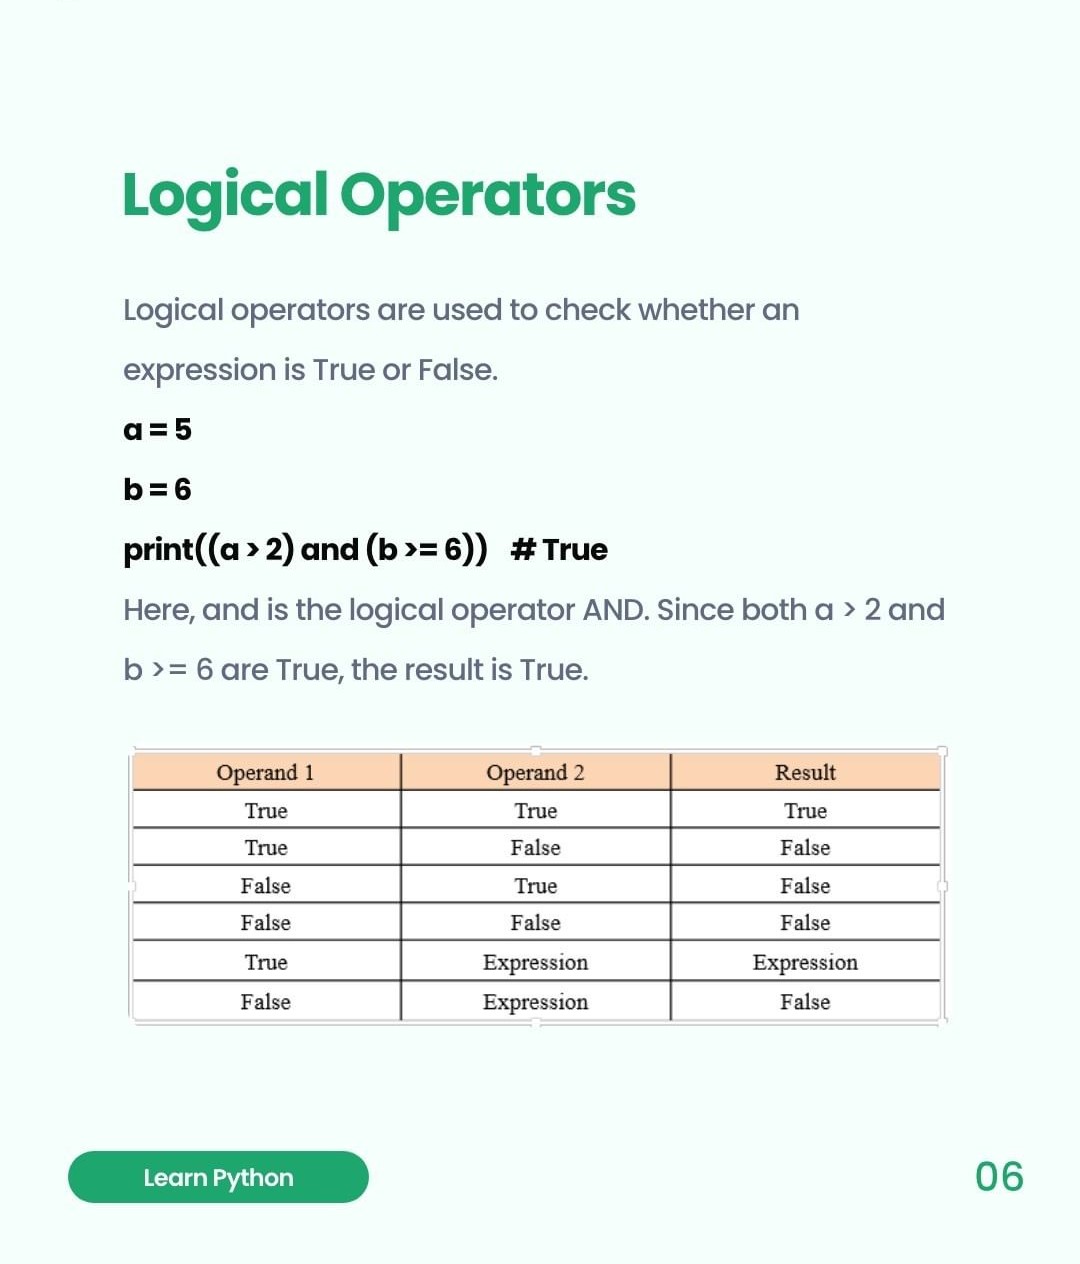 Logical Operators
Logical operators are used to check whether an
expression is True or False.
a = 5
b = 6
print((a > 2) and (b >= 6))   # True
Here, and is the logical operator AND. Since both a > 2 and
b >= 6 are True, the result is True.
Operand 1 Operand 2 Result
True True True
True False False
False True False
False False False
True Expression Expression
False Expression False
Learn Python 06